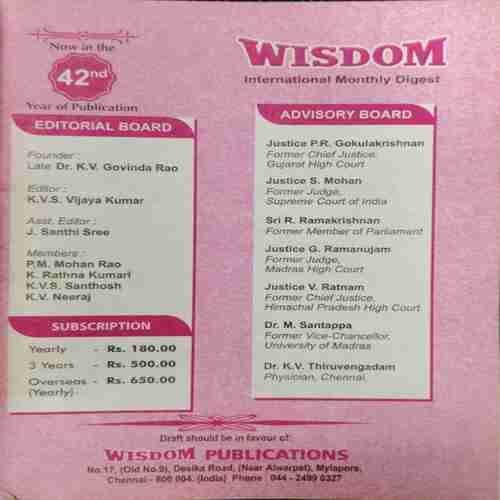 Now in the
42nd
Year of Publication
WISDOM
International Monthly Digest
EDITORIAL BOARD
Founder :
Late Dr. K.V. Govinda Rao
Editor :
K.V.S. Vijaya Kumar
Asst. Editor :
J. Santhi Sree
Members :
P.M. Mohan Rao
K. Rathna Kumari
K.V.S. Santhosh
K.V. Neeraj
SUBSCRIPTION
Yearly - Rs. 180.00
3 Years - Rs. 500.00
Overseas - Rs. 650.00
(Yearly)
ADVISORY BOARD
Justice P.R. Gokulakrishnan
Former Chief Justice,
Gujarat High Court
Justice S. Mohan
Former Judge,
Supreme Court of India
Sri R. Ramakrishnan
Former Member of Parliament
Justice G. Ramanujam
Former Judge,
Madras High Court
Justice V. Ratnam
Former Chief Justice,
Himachal Pradesh High Court
Dr. M. Santappa
Former Vice-Chancellor,
University of Madras
Dr. K.V. Thiruvengadam
Physician, Chennai.
Draft should be in favour of:
WISDOM PUBLICATIONS
No.17, (Old No.9), Desika Road, (Near Alwarpet), Mylapore,
Chennai - 600 004. (India) Phone : 044 - 2499 0327